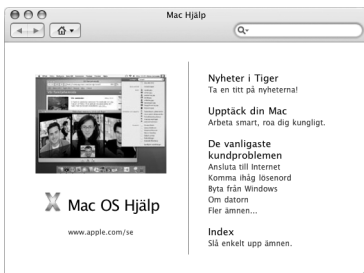 Mac Hjälp
Nyheter i Tiger
Ta en titt på nyheterna!
Upptäck din Mac
Arbeta smart, roa dig kungligt.
De vanligaste
kundproblemen
Ansluta till Internet
Komma ihåg lösenord
Byta från Windows
Om datorn
Fler ämnen...
Index
Slå enkelt upp ämnen.
Mac OS Hjälp
www.apple.com/se